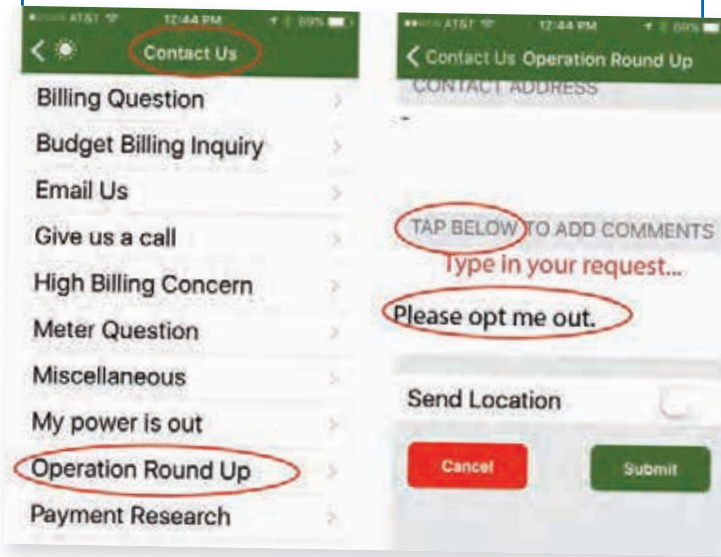 AT&T 12:44 PM 69%
Contact Us
Billing Question
Budget Billing Inquiry
Email Us
Give us a call
High Billing Concern
Meter Question
Miscellaneous
My power is out
Operation Round Up
Payment Research
AT&T 12:44 PM 69%
Contact Us Operation Round Up
CONTACT ADDRESS
-
TAP BELOW TO ADD COMMENTS
Type in your request...
Please opt me out.
Send Location
Cancel Submit